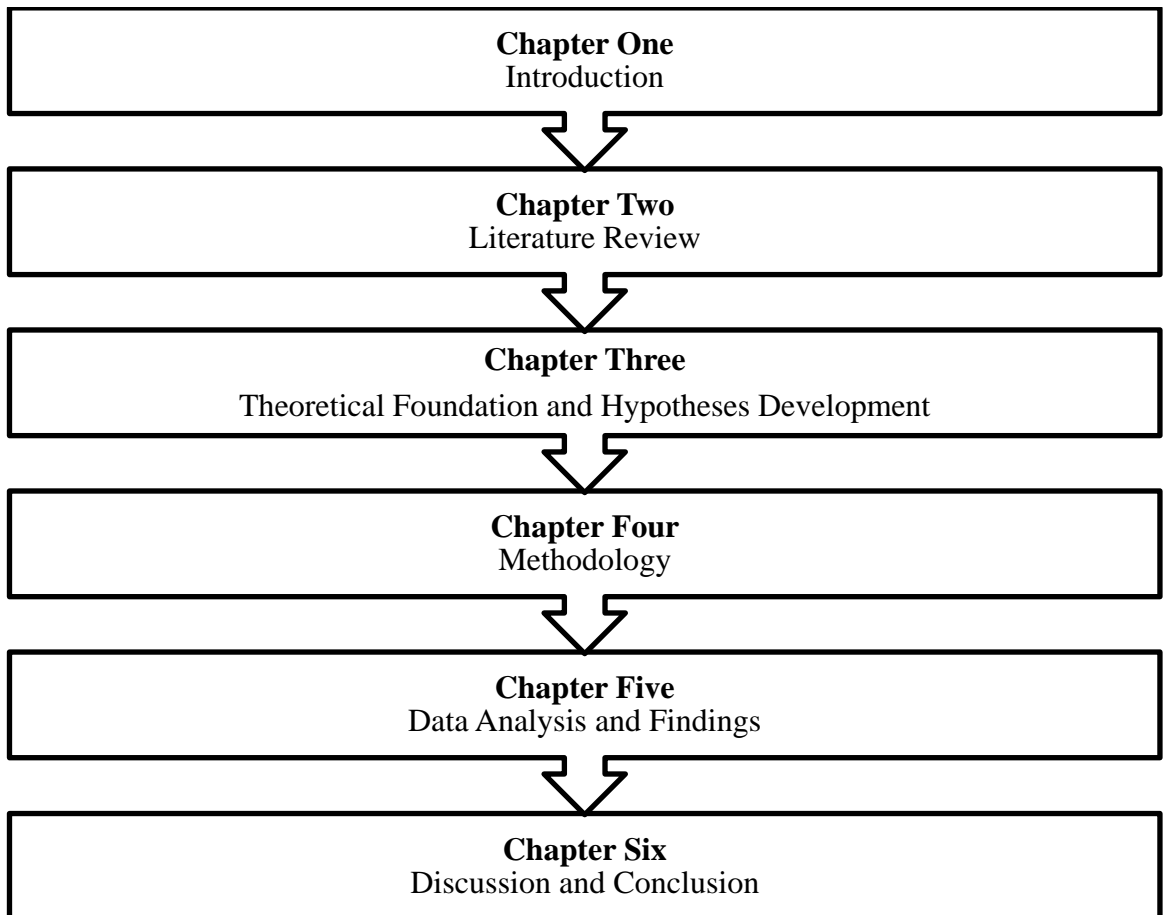 Chapter One
Introduction
Chapter Two
Literature Review
Chapter Three
Theoretical Foundation and Hypotheses Development
Chapter Four
Methodology
Chapter Five
Data Analysis and Findings
Chapter Six
Discussion and Conclusion